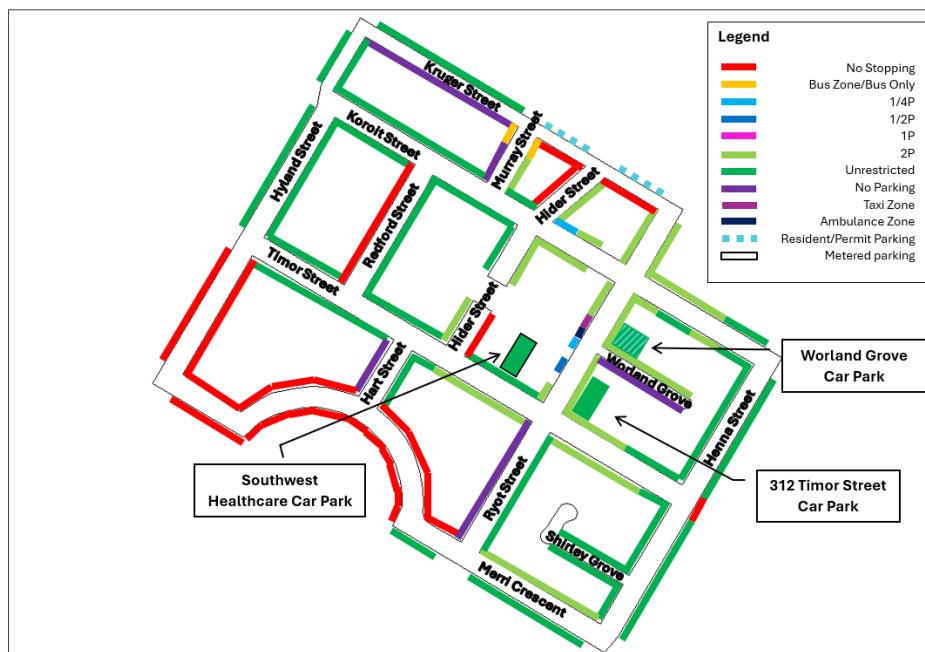 Legend
No Stopping
Bus Zone/Bus Only
1/4P
1/2P
1P
2P
Unrestricted
No Parking
Taxi Zone
Ambulance Zone
Resident/Permit Parking
Metered parking
Kruger Street
Koroit Street
Murray Street
Hider Street
Hyland Street
Redford Street
Timor Street
Hider Street
Hart Street
Worland Grove
Henna Street
Ryot Street
Shirley Grove
Merri Crescent
Worland Grove
Car Park
312 Timor Street
Car Park
Southwest
Healthcare Car Park